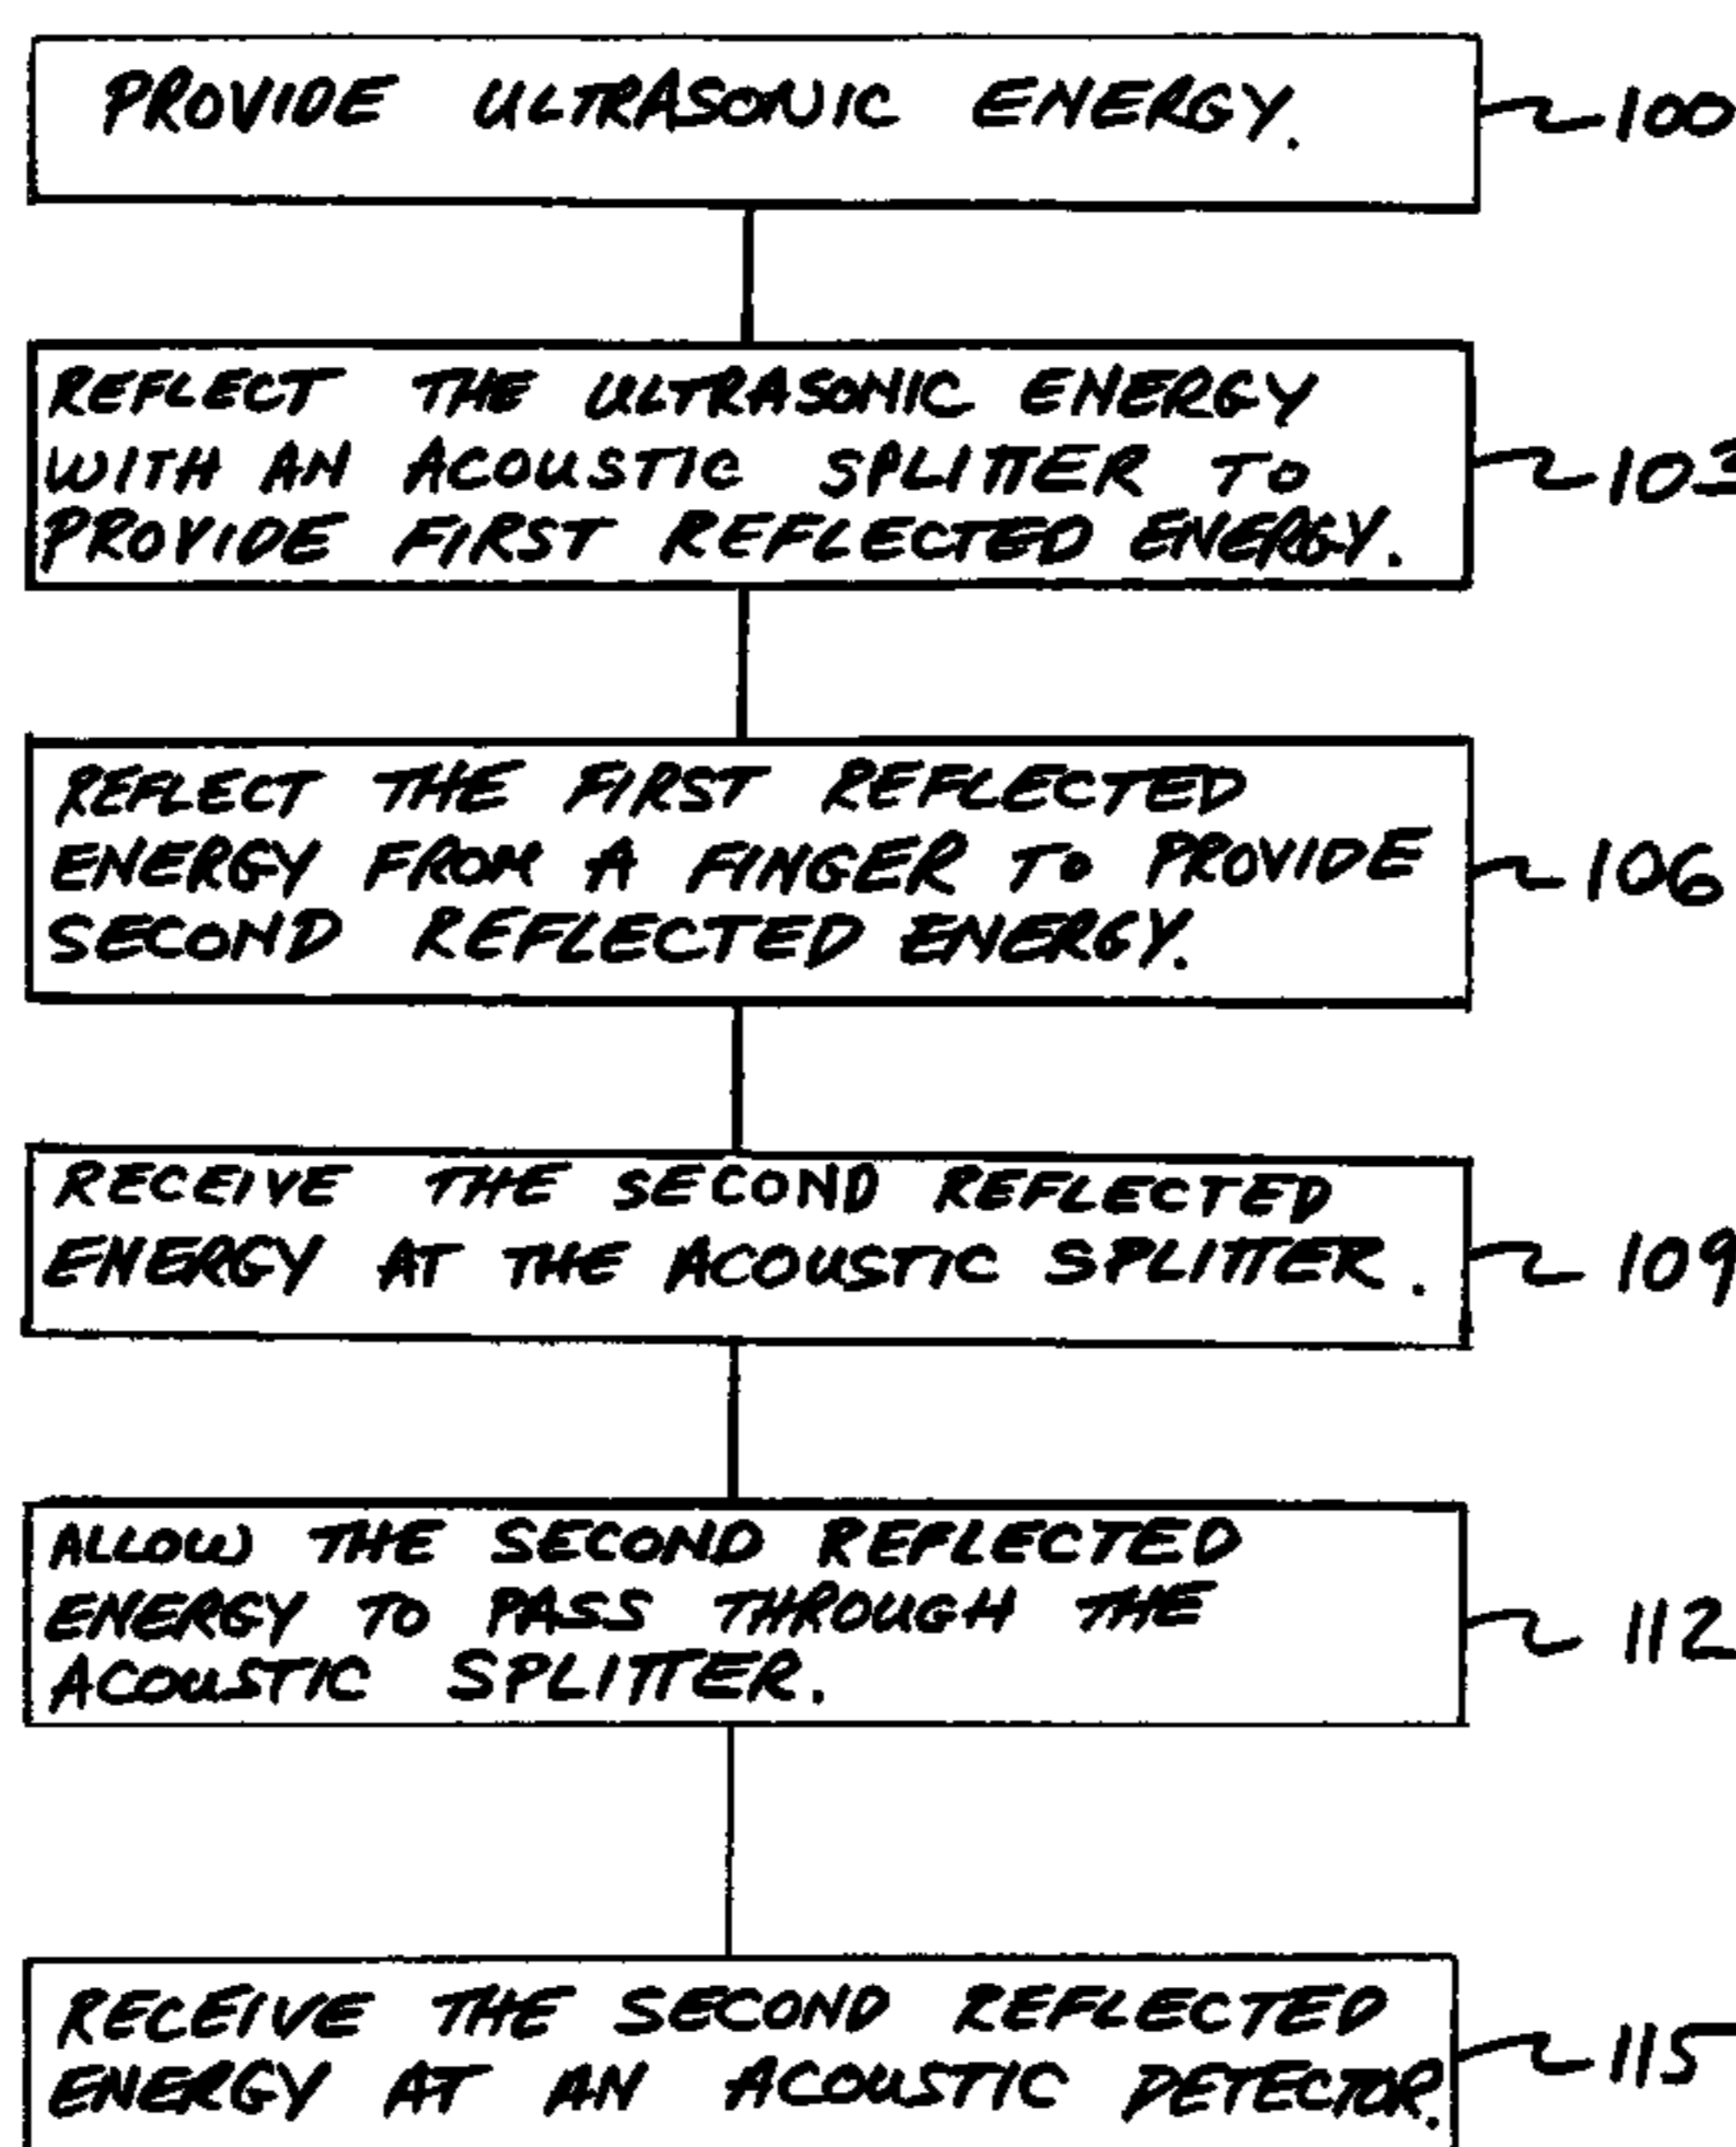 PROVIDE ULTRASONIC ENERGY.
100
REFLECT THE ULTRASONIC ENERGY
WITH AN ACOUSTIC SPLITTER TO
PROVIDE FIRST REFLECTED ENERGY.
103
REFLECT THE FIRST REFLECTED
ENERGY FROM A FINGER TO PROVIDE
SECOND REFLECTED ENERGY.
106
RECEIVE THE SECOND REFLECTED
ENERGY AT THE ACOUSTIC SPLITTER.
109
ALLOW THE SECOND REFLECTED
ENERGY TO PASS THROUGH THE
ACOUSTIC SPLITTER.
112
RECEIVE THE SECOND REFLECTED
ENERGY AT AN ACOUSTIC DETECTOR.
115